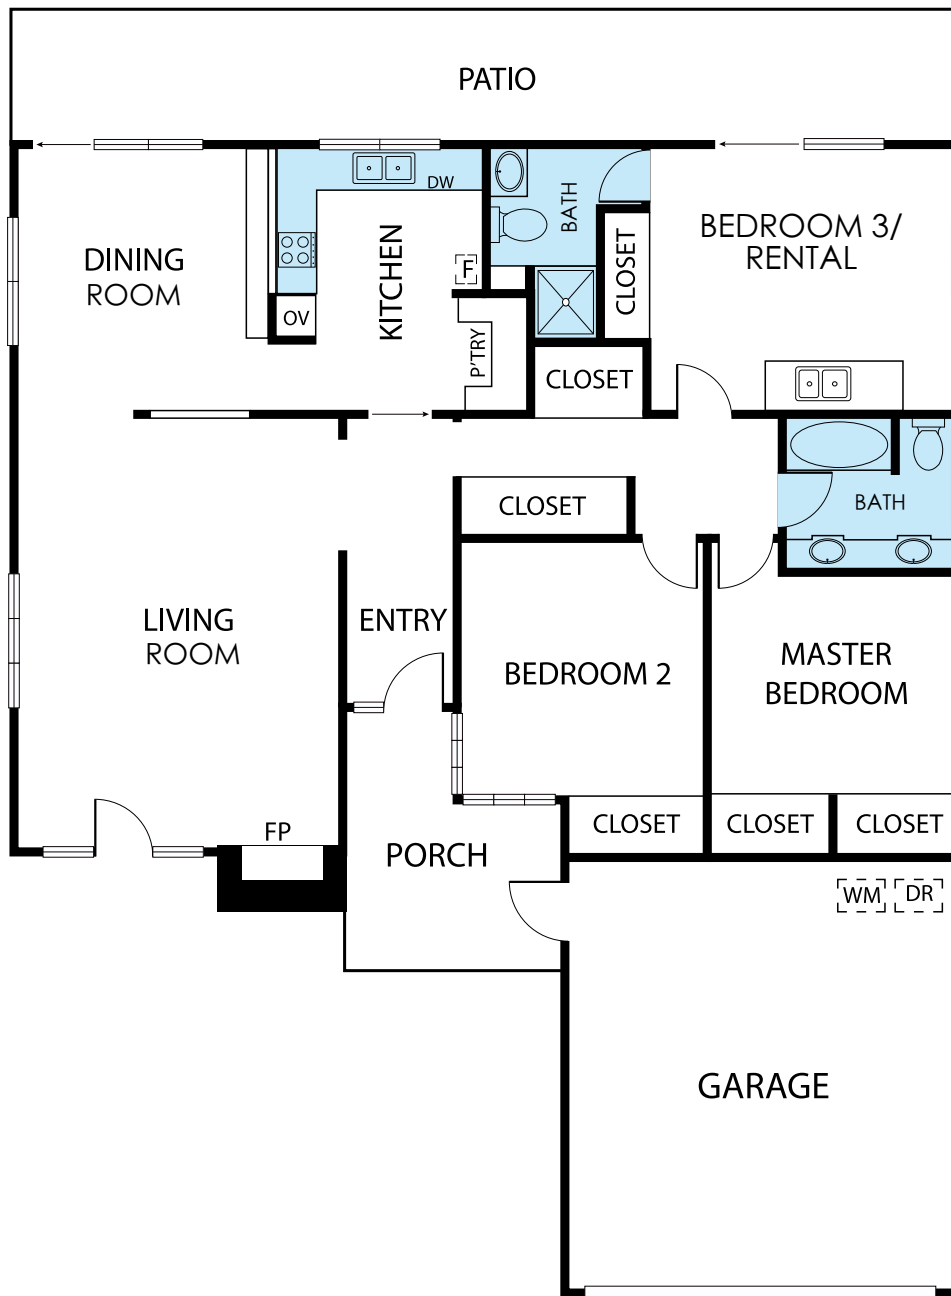 PATIO
DW
BATH
BEDROOM 3/
RENTAL
DINING
ROOM
KITCHEN
F
CLOSET
OV
P'TRY
CLOSET
CLOSET
BATH
LIVING
ROOM
ENTRY
BEDROOM 2
MASTER
BEDROOM
FP
PORCH
CLOSET
CLOSET
CLOSET
WM
DR
GARAGE